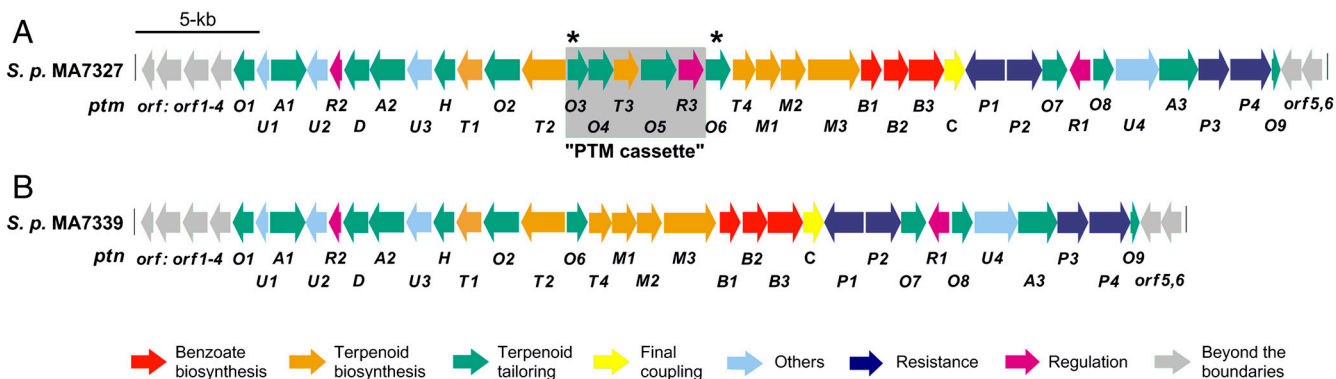 A
5-kb
* *
S. p. MA7327
ptm
orf: orf1-4 O1 A1 R2 A2 H O2 O3 T3 R3 T4 M2 B1 B3 P1 O7 O8 A3 P4 orf5,6
U1 U2 D U3 T1 T2 O4 O5 O6 M1 M3 B2 C P2 R1 U4 P3 O9
"PTM cassette"
B
S. p. MA7339
ptn
orf: orf1-4 O1 A1 R2 A2 H O2 O6 M1 M3 B2 C P2 R1 U4 P3 O9
U1 U2 D U3 T1 T2 T4 M2 B1 B3 P1 O7 O8 A3 P4 orf5,6
Benzoate biosynthesis
Terpenoid biosynthesis
Terpenoid tailoring
Final coupling
Others
Resistance
Regulation
Beyond the boundaries